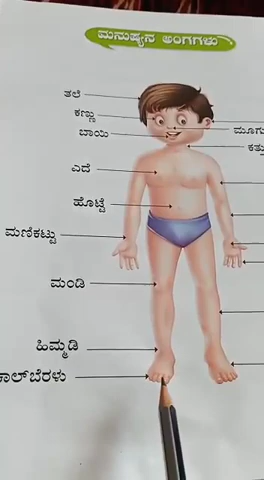 ಮನುಷ್ಯನ ಅಂಗಗಳು
ತಲೆ
ಕಣ್ಣು
ಬಾಯಿ
ಮೂಗು
ಕತ್ತು
ಎದೆ
ಹೊಟ್ಟೆ
ಮಣಿಕಟ್ಟು
ಮಂಡಿ
ಹಿಮ್ಮಡಿ
ಕಾಲ್‌ಬೆರಳು